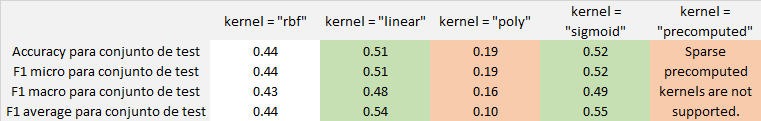 kernel = "rbf" kernel = "linear" kernel = "poly" kernel = "sigmoid" kernel = "precomputed"
Accuracy para conjunto de test 0.44 0.51 0.19 0.52 Sparse
F1 micro para conjunto de test 0.44 0.51 0.19 0.52 precomputed
F1 macro para conjunto de test 0.43 0.48 0.16 0.49 kernels are not
F1 average para conjunto de test 0.44 0.54 0.10 0.55 supported.